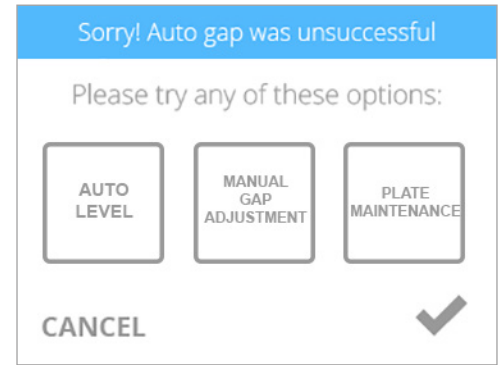 Sorry! Auto gap was unsuccessful
Please try any of these options:
AUTO
LEVEL
MANUAL
GAP
ADJUSTMENT
PLATE
MAINTENANCE
CANCEL